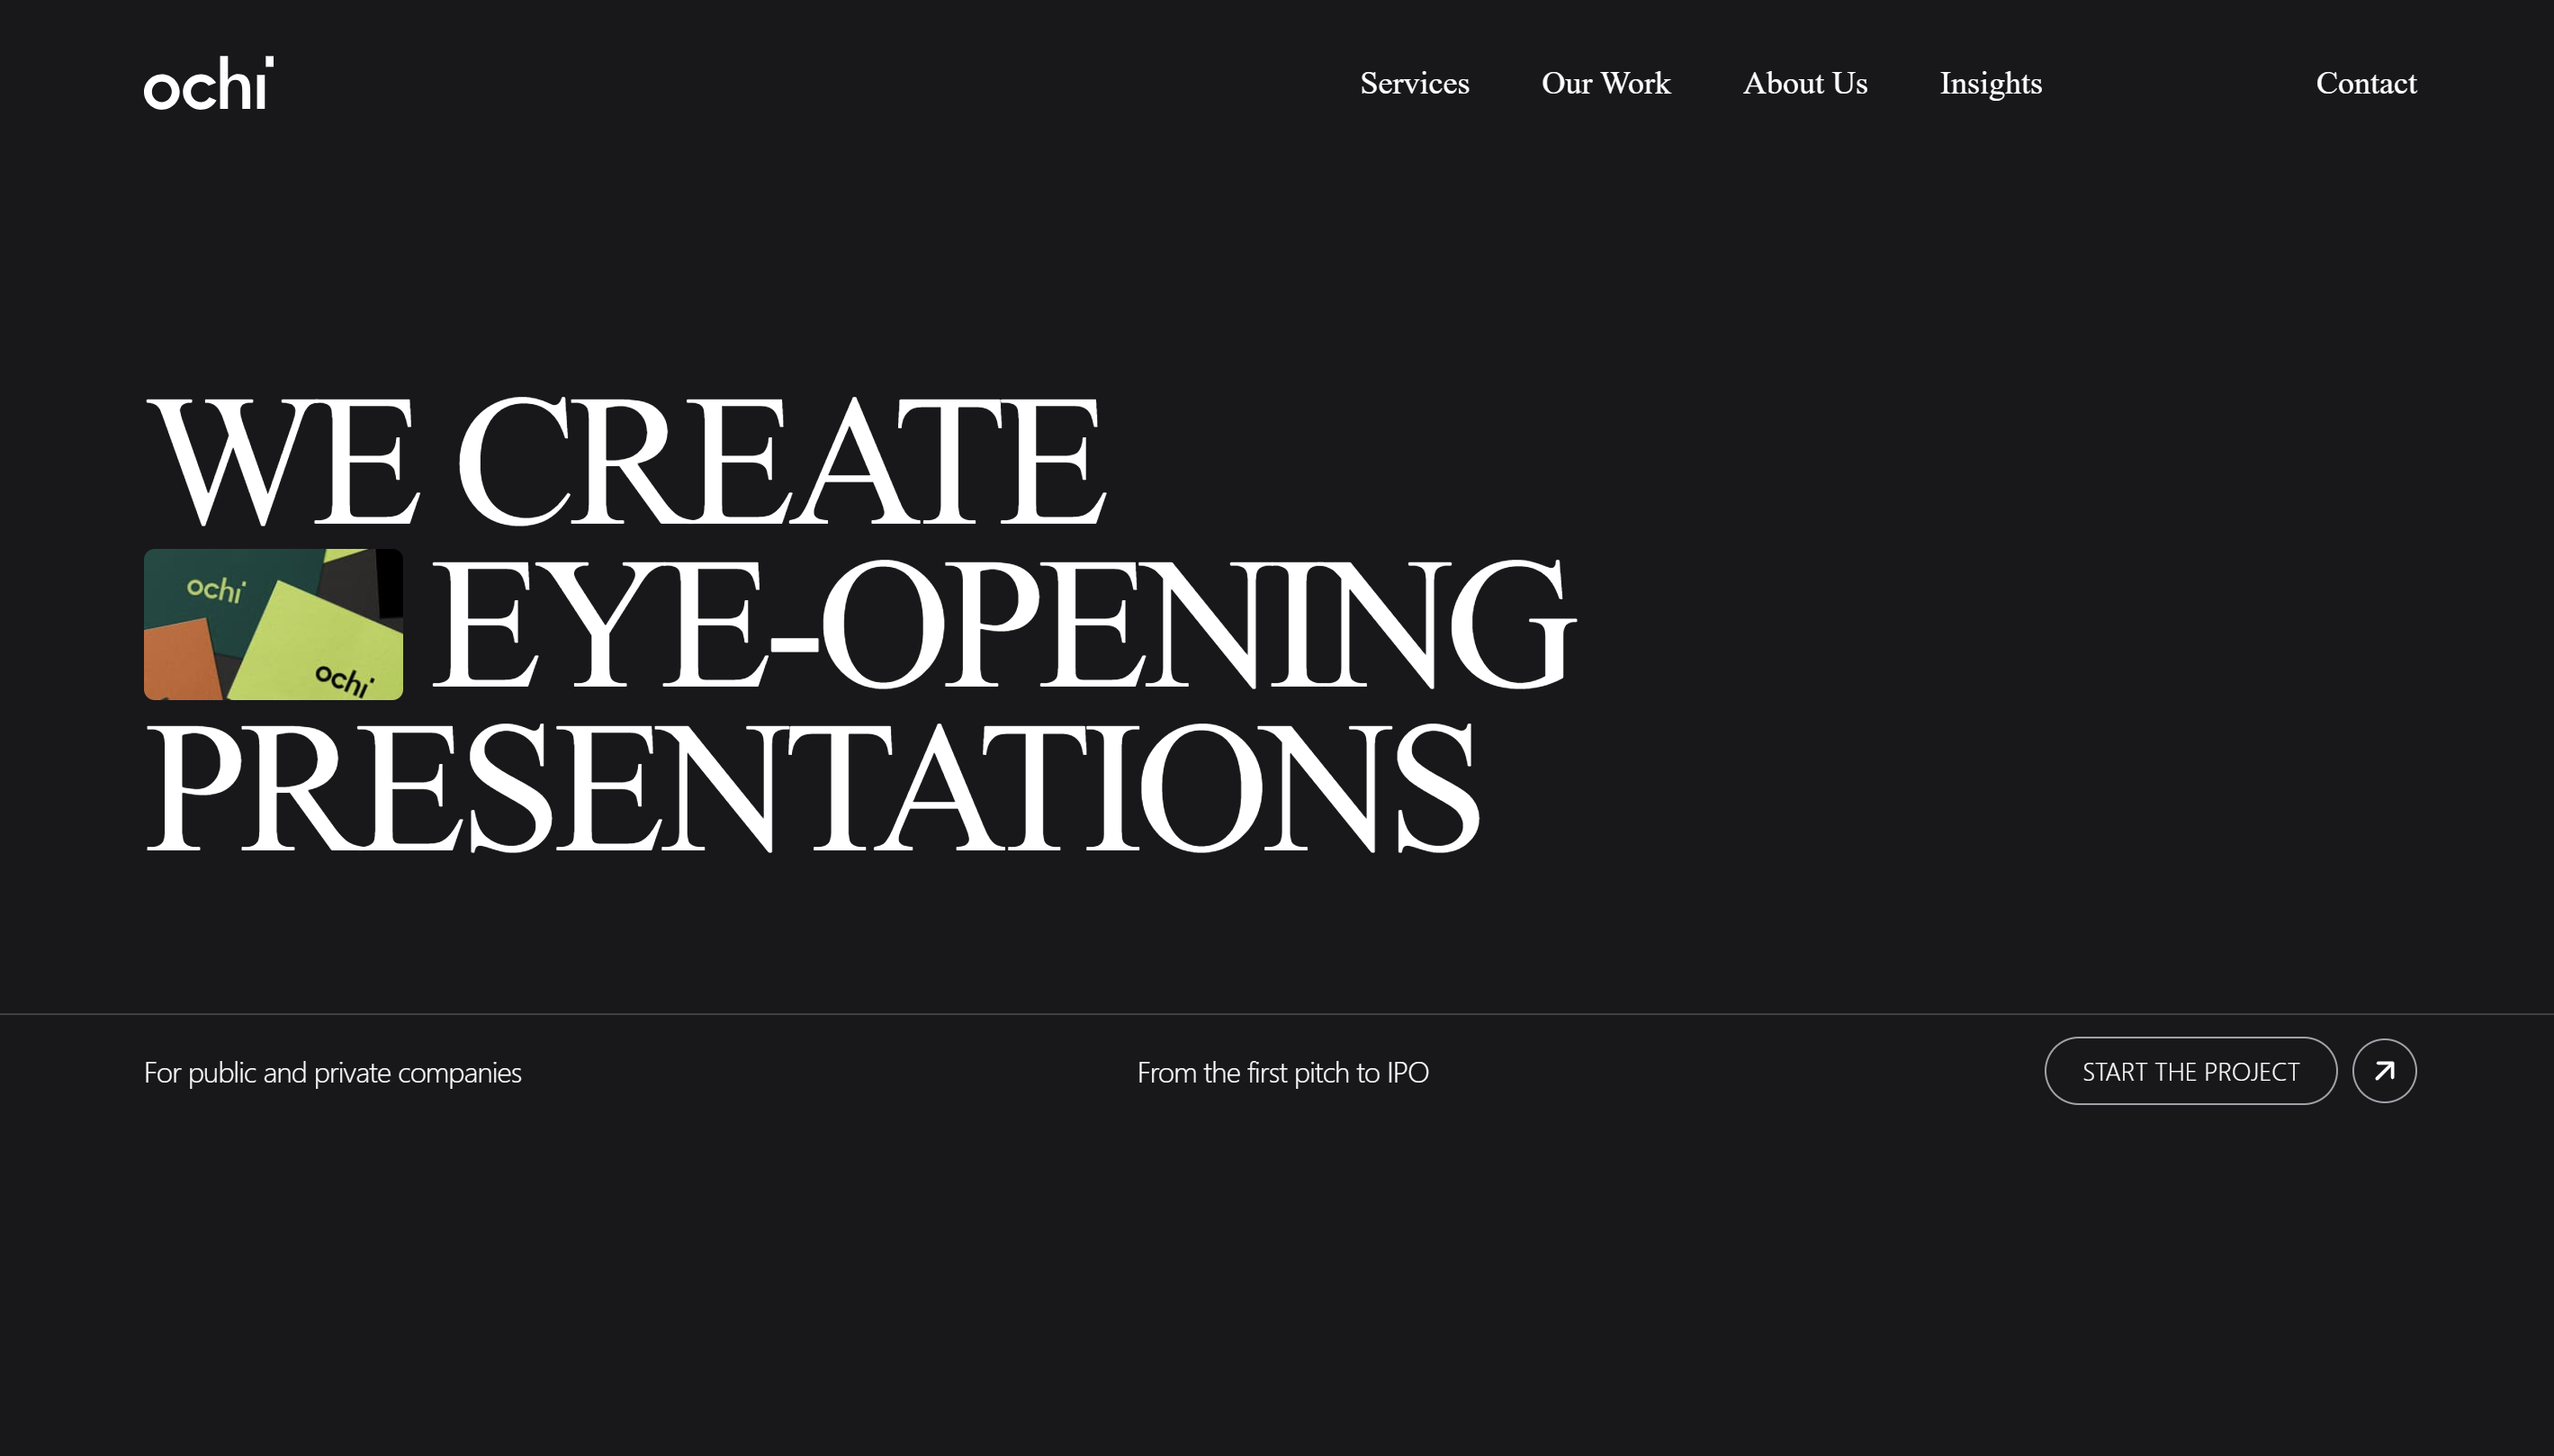 ochi
Services Our Work About Us Insights Contact
WE CREATE
ochi
ochi
EYE-OPENING
PRESENTATIONS
For public and private companies
From the first pitch to IPO
START THE PROJECT